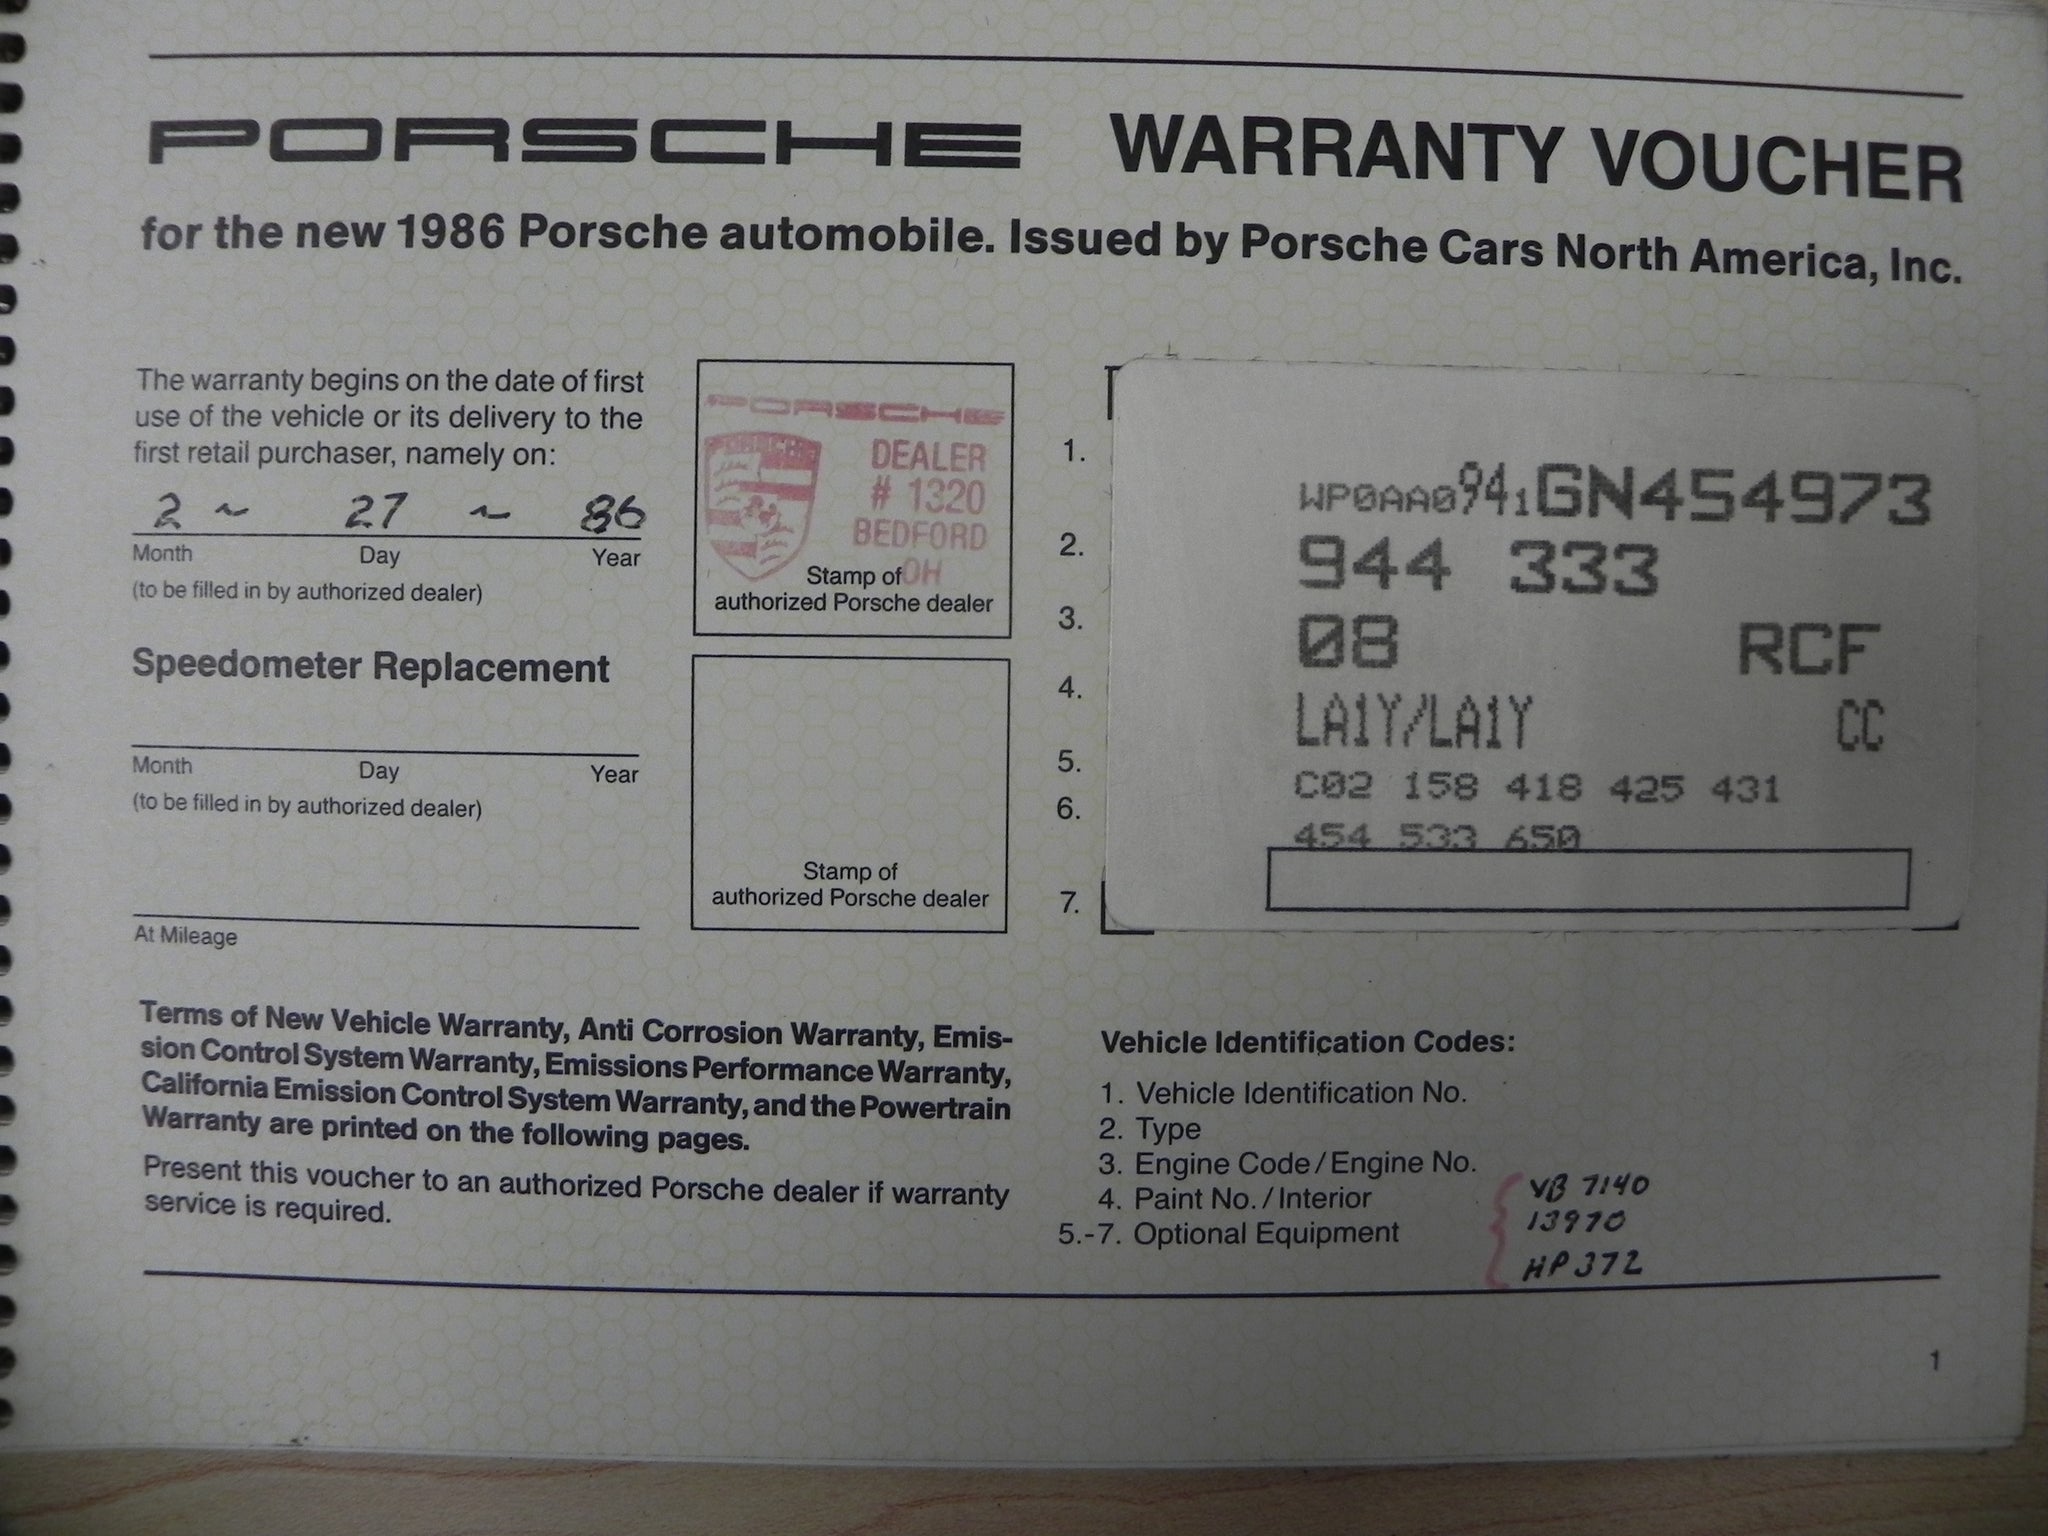 PORSCHE WARRANTY VOUCHER
for the new 1986 Porsche automobile. Issued by Porsche Cars North America, Inc.
The warranty begins on the date of first
use of the vehicle or its delivery to the
first retail purchaser, namely on:
2 ~ 27 ~ 86
Month Day Year
(to be filled in by authorized dealer)
PORSCHE
PORSCHE
DEALER
# 1320
BEDFORD
OH
Stamp of
authorized Porsche dealer
Speedometer Replacement
Month Day Year
(to be filled in by authorized dealer)
At Mileage
Stamp of
authorized Porsche dealer
1.
2.
3.
4.
5.
6.
7.
WP0AA0941GN454973
944 333
08 RCF
LA1Y/LA1Y CC
C02 158 418 425 431
454 533 650
Terms of New Vehicle Warranty, Anti Corrosion Warranty, Emis-
sion Control System Warranty, Emissions Performance Warranty,
California Emission Control System Warranty, and the Powertrain
Warranty are printed on the following pages.
Present this voucher to an authorized Porsche dealer if warranty
service is required.
Vehicle Identification Codes:
1. Vehicle Identification No.
2. Type
3. Engine Code/Engine No.
4. Paint No./Interior
5.-7. Optional Equipment
VB 7140
13970
HP 372
1